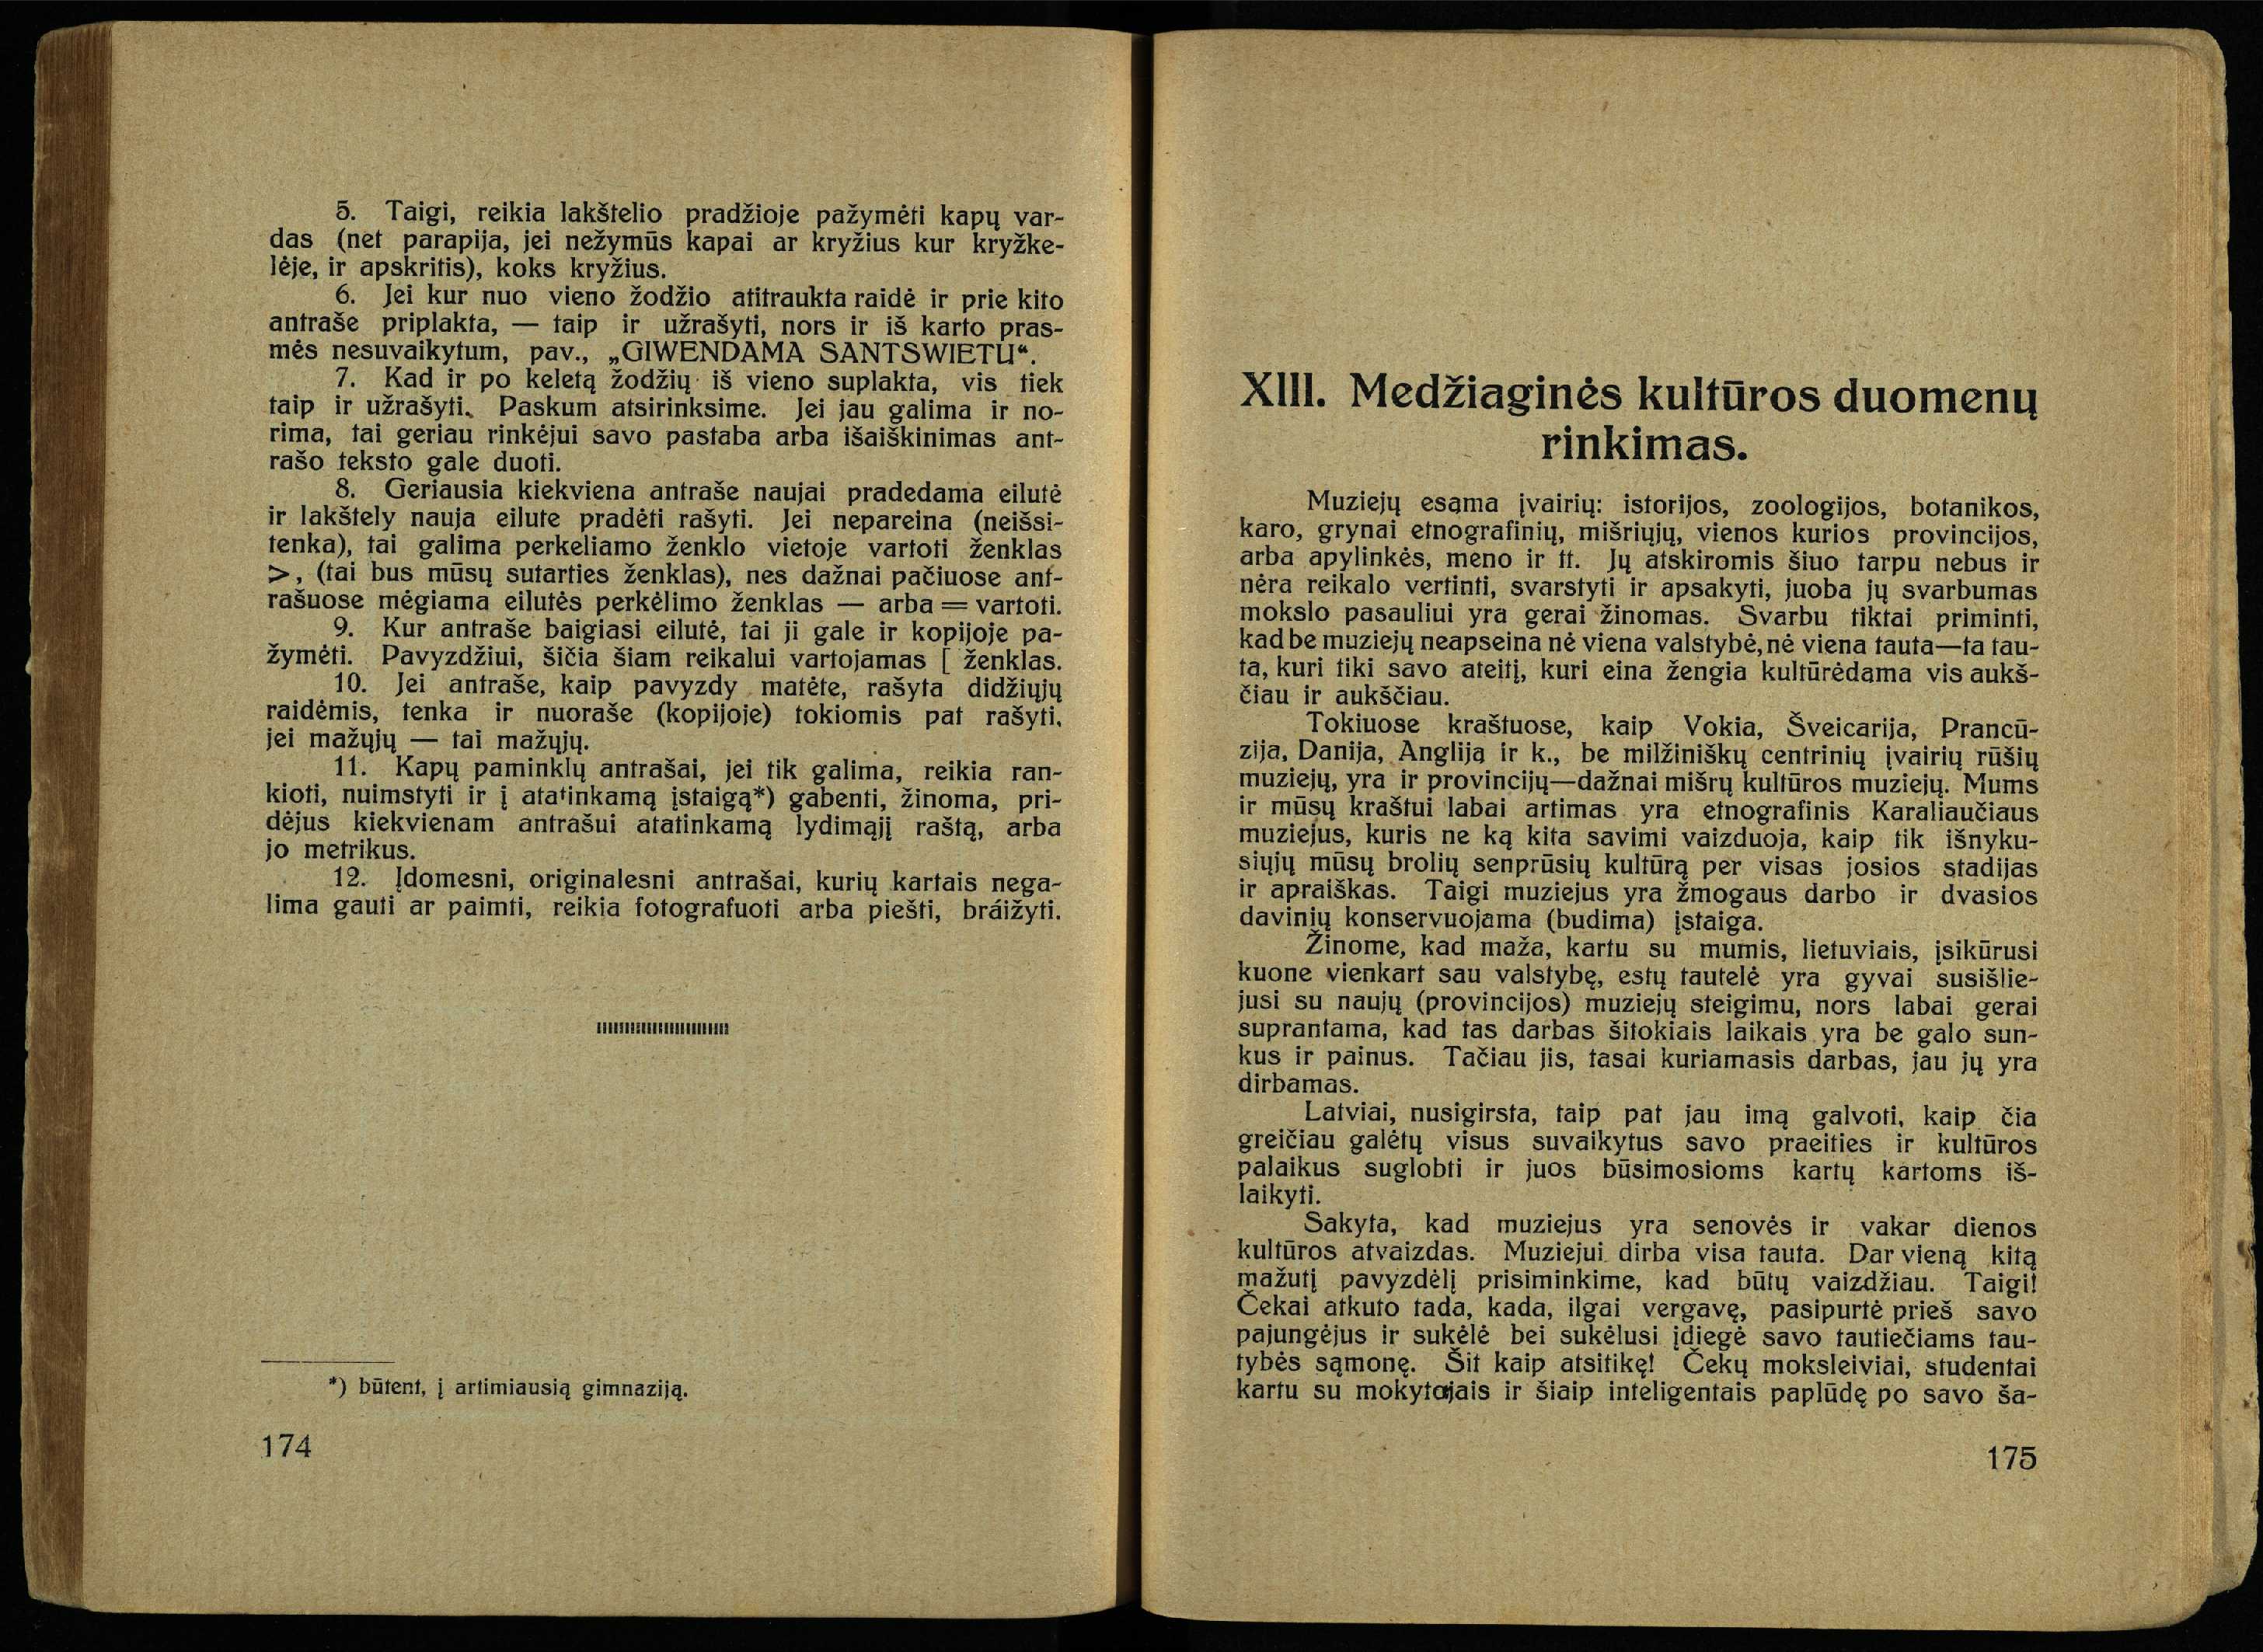 5. Taigi, reikia lakštelio pradžioje pažymėti kapų var-
das (net parapija, jei nežymūs kapai ar kryžius kur kryžke-
lėje, ir apskritis), koks kryžius.
6. Jei kur nuo vieno žodžio atitraukta raidė ir prie kito
antraše priplakta, — taip ir užrašyti, nors ir iš karto pras-
mės nesuvaikytum, pav., „GIWENDAMA SANTSWIETU“.
7. Kad ir po keletą žodžių iš vieno suplakta, vis tiek
taip ir užrašyti. Paskum atsirinksime. Jei jau galima ir no-
rima, tai geriau rinkėjui savo pastaba arba išaiškinimas ant-
rašo teksto gale duoti.
8. Geriausia kiekviena antraše naujai pradedama eilutė
ir lakštely nauja eilute pradėti rašyti. Jei nepareina (neišsi-
tenka), tai galima perkeliamo ženklo vietoje vartoti ženklas
>, (tai bus mūsų sutarties ženklas), nes dažnai pačiuose ant-
rašuose mėgiama eilutės perkėlimo ženklas — arba = vartoti.
9. Kur antraše baigiasi eilutė, tai ji gale ir kopijoje pa-
žymėti. Pavyzdžiui, šičia šiam reikalui vartojamas [ ženklas.
10. Jei antraše, kaip pavyzdy matėte, rašyta didžiųjų
raidėmis, tenka ir nuoraše (kopijoje) tokiomis pat rašyti,
jei mažųjų — tai mažųjų.
11. Kapų paminklų antrašai, jei tik galima, reikia ran-
kioti, nuimstyti ir į atatinkamą įstaigą*) gabenti, žinoma, pri-
dėjus kiekvienam antrašui atatinkamą lydimąjį raštą, arba
jo metrikus.
12. Įdomesni, originalesni antrašai, kurių kartais nega-
lima gauti ar paimti, reikia fotografuoti arba piešti, bráižyti.
*) būtent, į artimiausią gimnaziją.
174
XIII. Medžiaginės kultūros duomenų
rinkimas.
Muziejų esąma įvairių: istorijos, zoologijos, botanikos,
karo, grynai etnografinių, mišriųjų, vienos kurios provincijos,
arba apylinkės, meno ir tt. Jų atskiromis šiuo tarpu nebus ir
nėra reikalo vertinti, svarstyti ir apsakyti, juoba jų svarbumas
mokslo pasauliui yra gerai žinomas. Svarbu tiktai priminti,
kad be muziejų neapseina nė viena valstybė, nė viena tauta—ta tau-
ta, kuri tiki savo ateitį, kuri eina žengia kultūrėdama vis aukš-
čiau ir aukščiau.
Tokiuose kraštuose, kaip Vokia, Šveicarija, Prancū-
zija, Danija, Anglija ir k., be milžiniškų centrinių įvairių rūšių
muziejų, yra ir provincijų—dažnai mišrų kultūros muziejų. Mums
ir mūsų kraštui labai artimas yra etnografinis Karaliaučiaus
muziejus, kuris ne ką kita savimi vaizduoja, kaip tik išnyku-
siųjų mūsų brolių senprūsių kultūrą per visas josios stadijas
ir apraiškas. Taigi muziejus yra žmogaus darbo ir dvasios
davinių konservuojama (budima) įstaiga.
Žinome, kad maža, kartu su mumis, lietuviais, įsikūrusi
kuone vienkart sau valstybę, estų tautelė yra gyvai susišlie-
jusi su naujų (provincijos) muziejų steigimu, nors labai gerai
suprantama, kad tas darbas šitokiais laikais yra be galo sun-
kus ir painus. Tačiau jis, tasai kuriamasis darbas, jau jų yra
dirbamas.
Latviai, nusigirsta, taip pat jau imą galvoti, kaip čia
greičiau galėtų visus suvaikytus savo praeities ir kultūros
palaikus suglobti ir juos būsimosioms kartų kartoms iš-
laikyti.
Sakyta, kad muziejus yra senovės ir vakar dienos
kultūros atvaizdas. Muziejui dirba visa tauta. Dar vieną kitą
mažutį pavyzdėlį prisiminkime, kad būtų vaizdžiau. Taigi!
Čekai atkuto tada, kada, ilgai vergavę, pasipurtė prieš savo
pajungėjus ir sukėlė bei sukėlusi įdiegė savo tautiečiams tau-
tybės sąmonę. Šit kaip atsitikę! Čekų moksleiviai, studentai
kartu su mokytojais ir šiaip inteligentais paplūdę po savo ša-
175